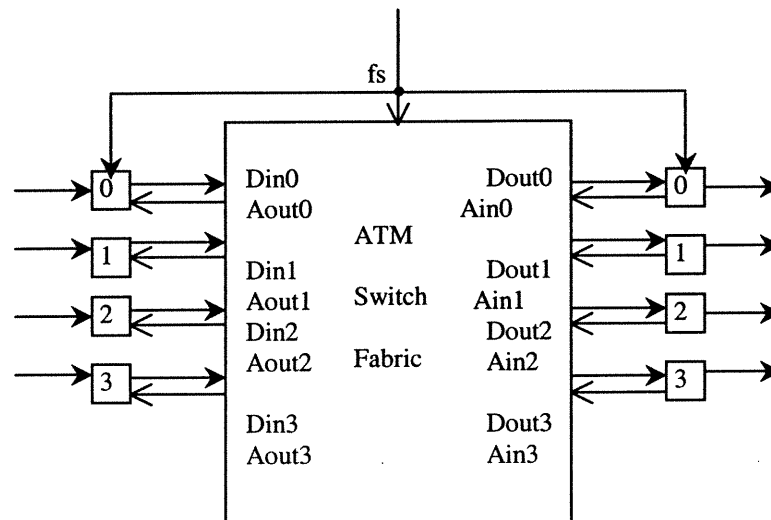 fs
0
Din0
Dout0
0
Aout0
Ain0
ATM
1
1
Din1
Dout1
Aout1
Switch
Ain1
2
2
Din2
Dout2
Aout2
Fabric
Ain2
3
3
Din3
Dout3
Aout3
Ain3